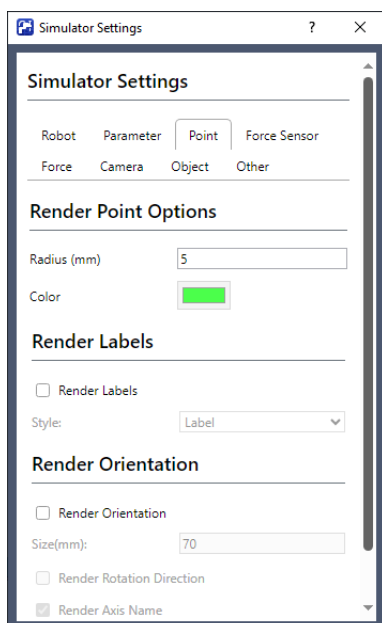 Simulator Settings ? ×
Simulator Settings
Robot Parameter Point Force Sensor
Force Camera Object Other
Render Point Options
Radius (mm) 5
Color
Render Labels
Render Labels
Style: Label
Render Orientation
Render Orientation
Size(mm): 70
Render Rotation Direction
Render Axis Name